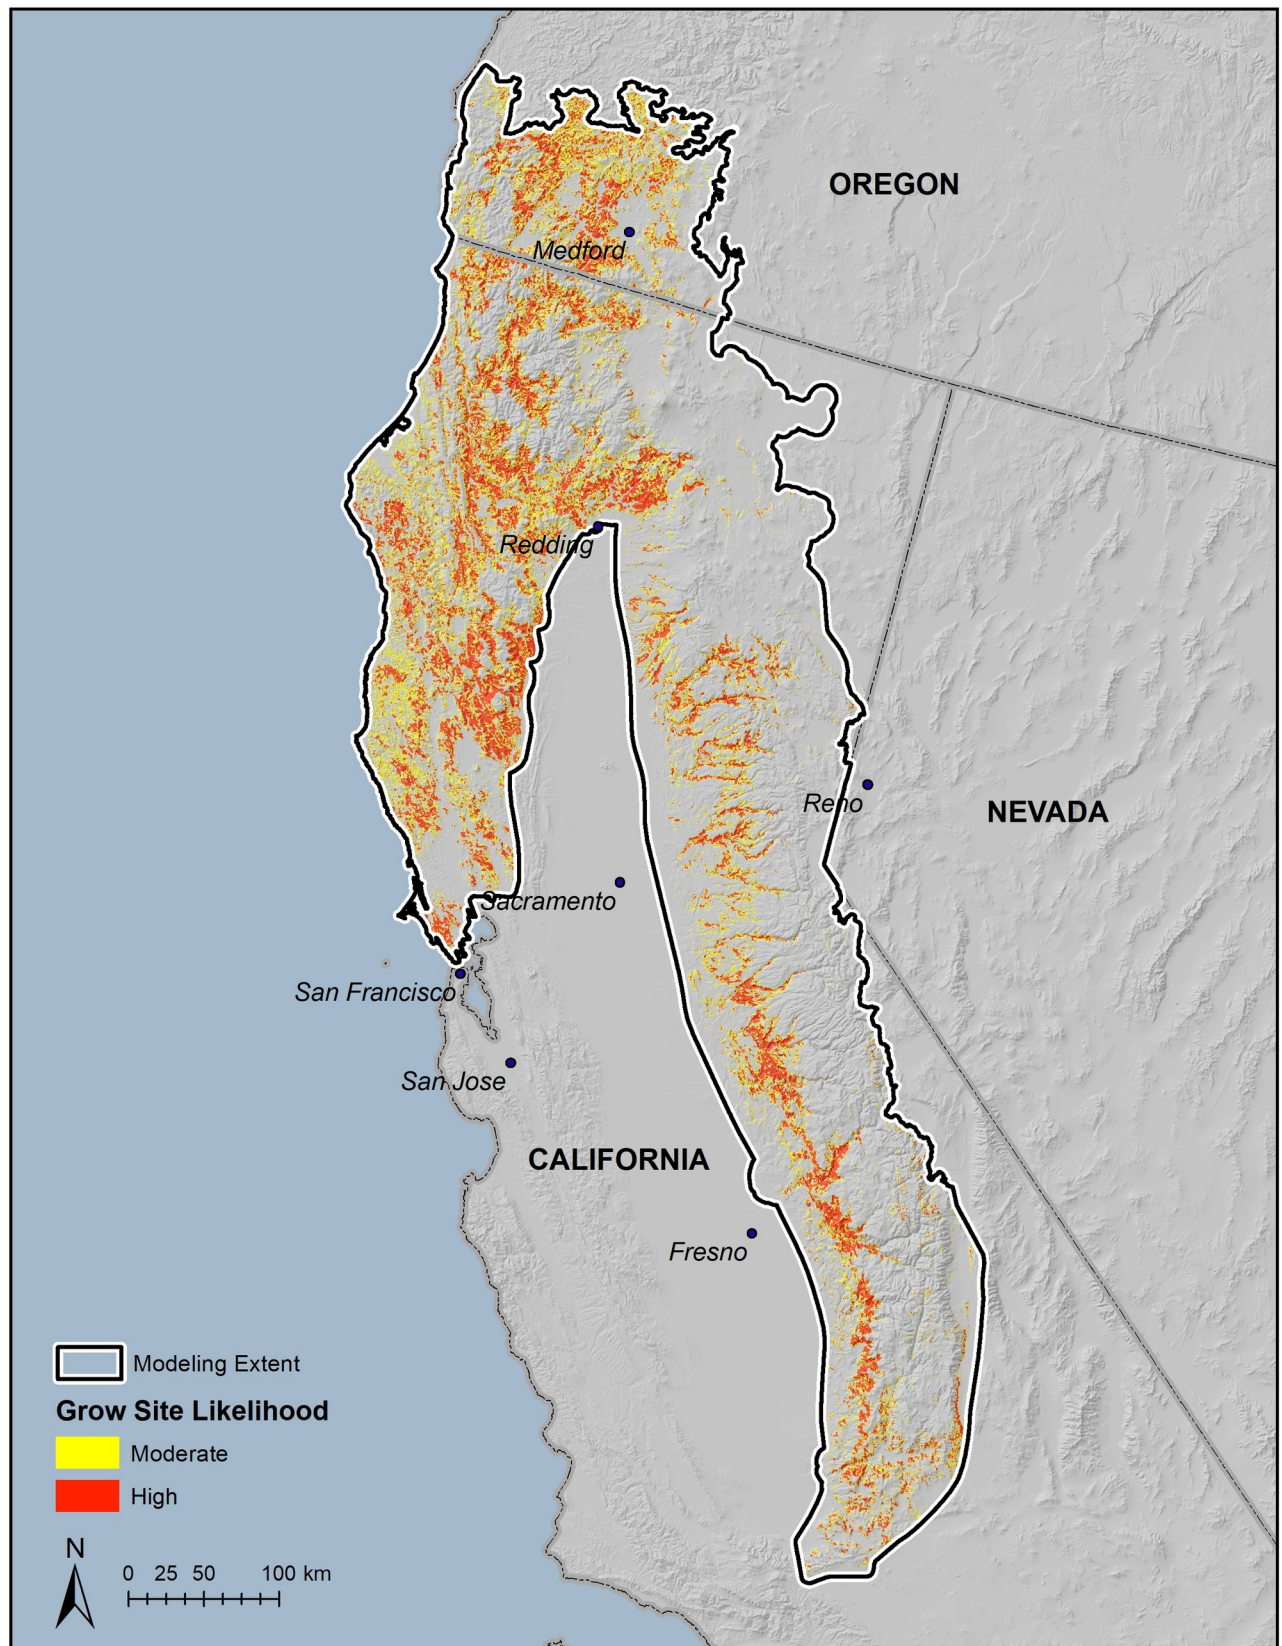 OREGON
Medford
Redding
Reno
NEVADA
Sacramento
San Francisco
San Jose
CALIFORNIA
Fresno
Modeling Extent
Grow Site Likelihood
Moderate
High
N
0 25 50 100 km